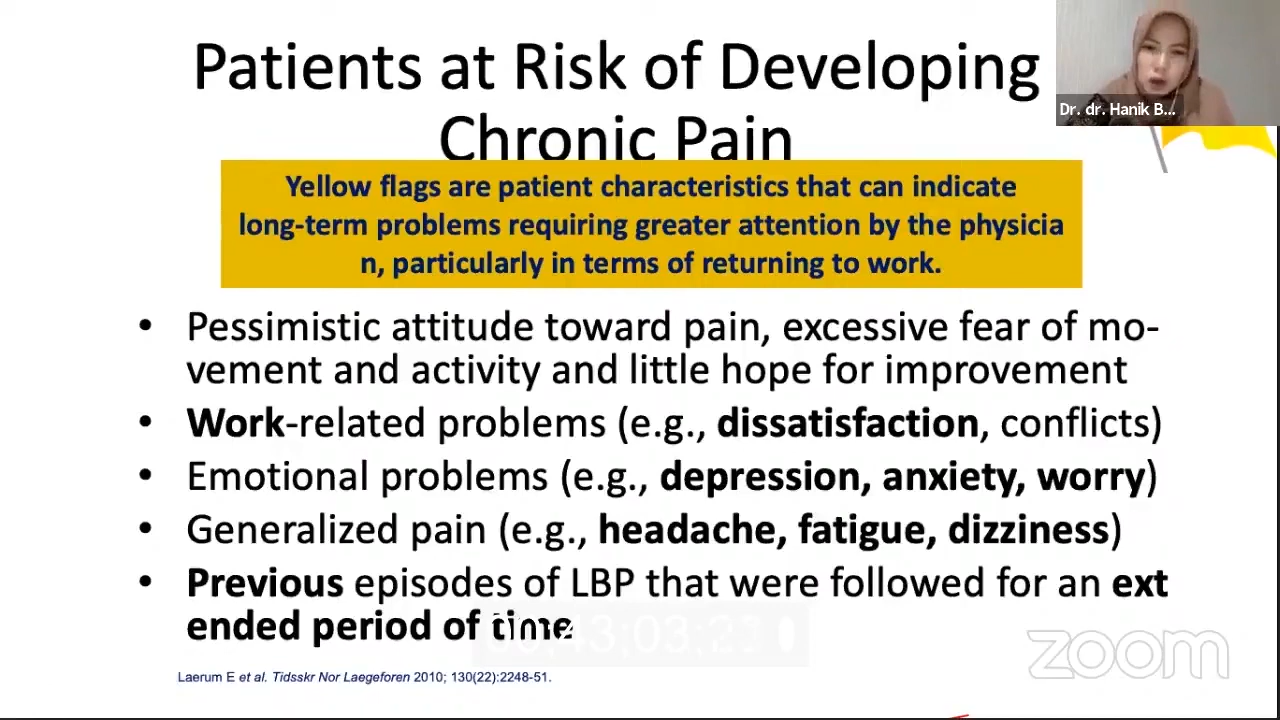 Patients at Risk of Developing
Chronic Pain
Dr. dr. Hanik B...
Yellow flags are patient characteristics that can indicate
long-term problems requiring greater attention by the physicia
n, particularly in terms of returning to work.
• Pessimistic attitude toward pain, excessive fear of mo-
vement and activity and little hope for improvement
• Work-related problems (e.g., dissatisfaction, conflicts)
• Emotional problems (e.g., depression, anxiety, worry)
• Generalized pain (e.g., headache, fatigue, dizziness)
• Previous episodes of LBP that were followed for an ext
ended period of time
zoom
Laerum E et al. Tidsskr Nor Laegeforen 2010; 130(22):2248-51.